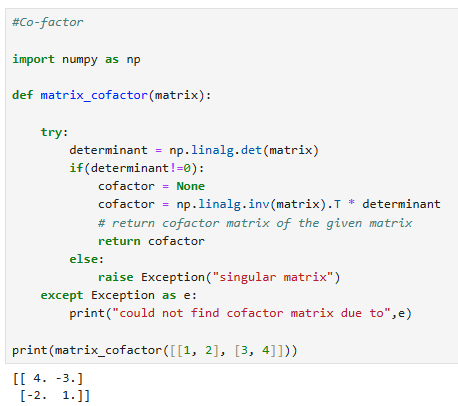 #Co-factor
import numpy as np
def matrix_cofactor(matrix):
    try:
        determinant = np.linalg.det(matrix)
        if(determinant!=0):
            cofactor = None
            cofactor = np.linalg.inv(matrix).T * determinant
            # return cofactor matrix of the given matrix
            return cofactor
        else:
            raise Exception("singular matrix")
    except Exception as e:
        print("could not find cofactor matrix due to",e)
print(matrix_cofactor([[1, 2], [3, 4]]))
[[ 4. -3.]
 [-2.  1.]]